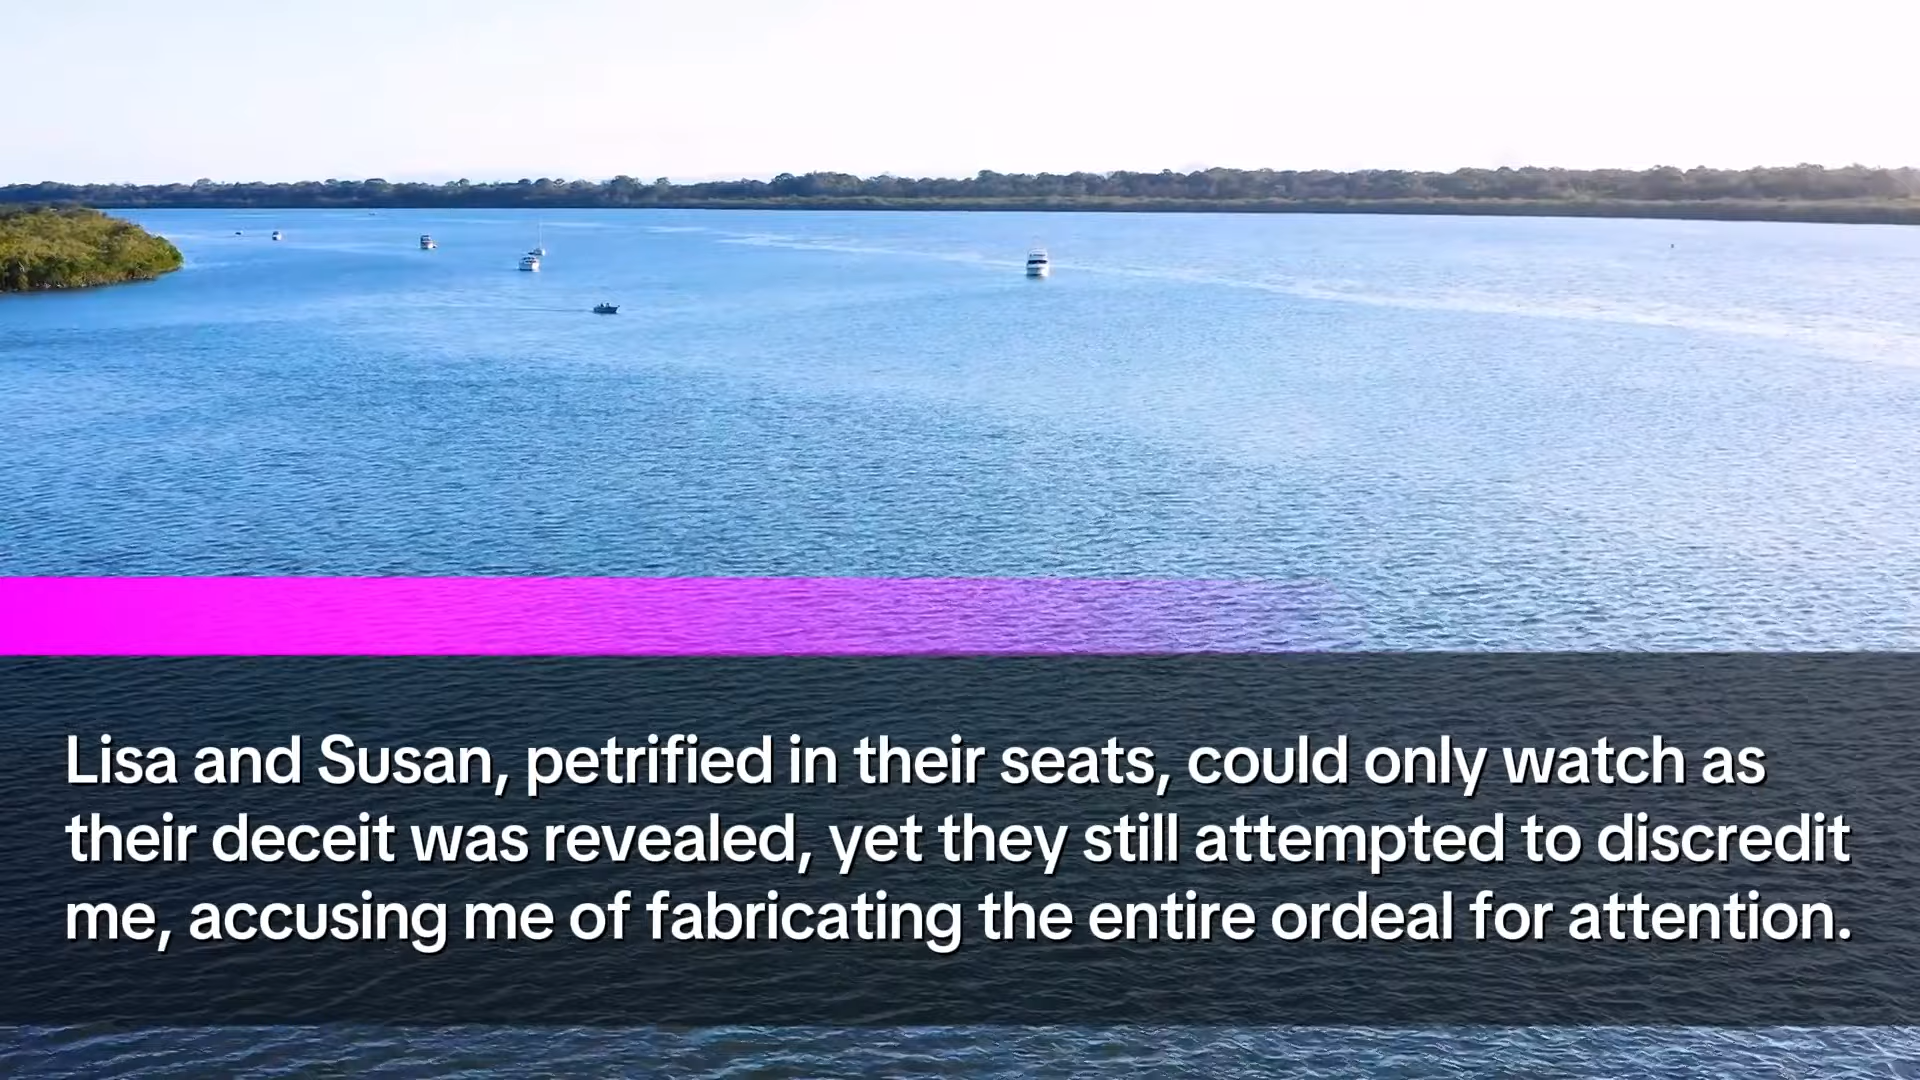 Lisa and Susan, petrified in their seats, could only watch as
their deceit was revealed, yet they still attempted to discredit
me, accusing me of fabricating the entire ordeal for attention.